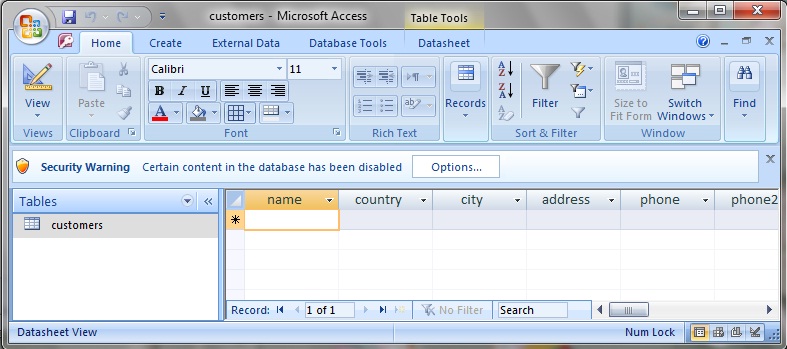 customers - Microsoft Access
Table Tools
Home Create External Data Database Tools Datasheet
View
Views
Paste
Clipboard
Calibri 11
B I U
A
Font
ab
Rich Text
Records
A
Z
Z
A
Filter
Sort & Filter
Size to
Fit Form
Switch
Windows
Window
Find
Security Warning Certain content in the database has been disabled Options...
Tables
customers
name country city address phone phone2
Record: 1 of 1 No Filter Search
Datasheet View Num Lock